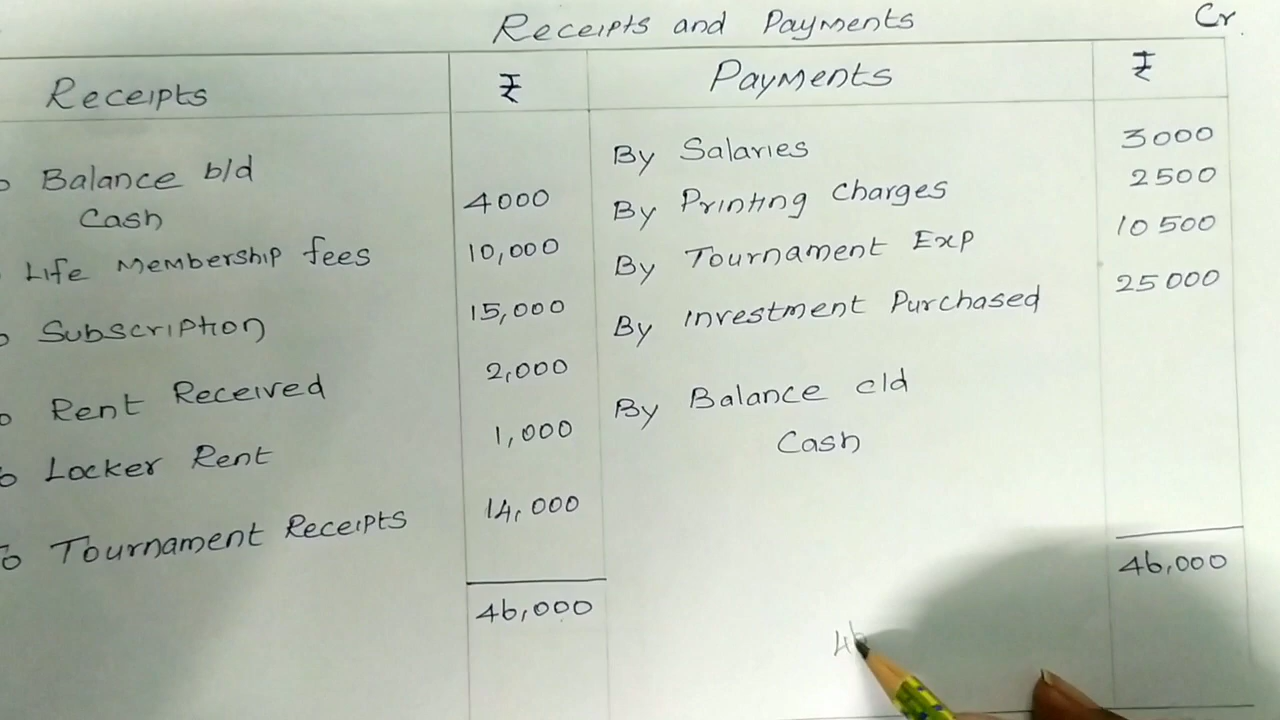 Receipts and Payments Cr
Receipts ₹ Payments ₹
Balance b/d
Cash 4000
Life Membership fees 10,000
Subscription 15,000
Rent Received 2,000
Locker Rent 1,000
To Tournament Receipts 14,000
46,000
By Salaries 3000
By Printing charges 2500
By Tournament Exp 10500
By Investment Purchased 25000
By Balance c/d
Cash
46,000